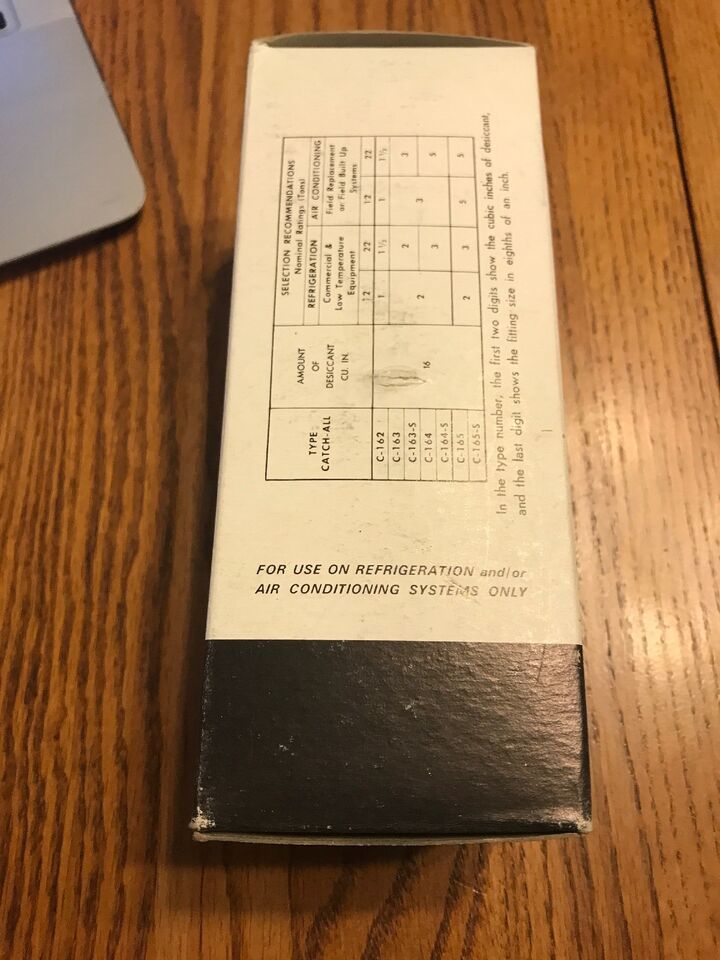 SELECTION RECOMMENDATIONS
Nominal Ratings (Tons)
TYPE CATCH-ALL
AMOUNT OF DESICCANT CU. IN.
REFRIGERATION
Commercial & Low Temperature Equipment
AIR CONDITIONING
Field Replacement or Field Built Up Systems
12 22 12 22
C-162 1 1½ 1 1½
C-163 2 3
C-163-S
C-164 16 2 3 3 5
C-164-S
C-165 2 3 5 5
C-165-S
In the type number, the first two digits show the cubic inches of desiccant,
and the last digit shows the fitting size in eighths of an inch.
FOR USE ON REFRIGERATION and/or
AIR CONDITIONING SYSTEMS ONLY